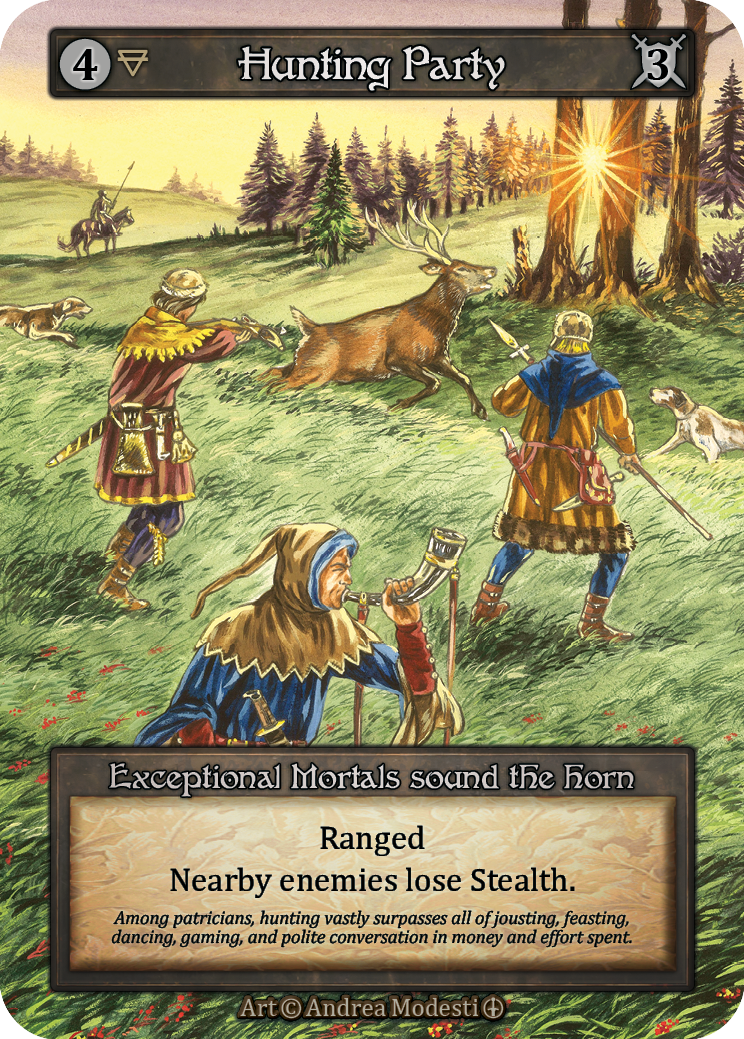 4 Hunting Party 3
Exceptional Mortals sound the horn
Ranged
Nearby enemies lose Stealth.
Among patricians, hunting vastly surpasses all of jousting, feasting,
dancing, gaming, and polite conversation in money and effort spent.
Art © Andrea Modesti